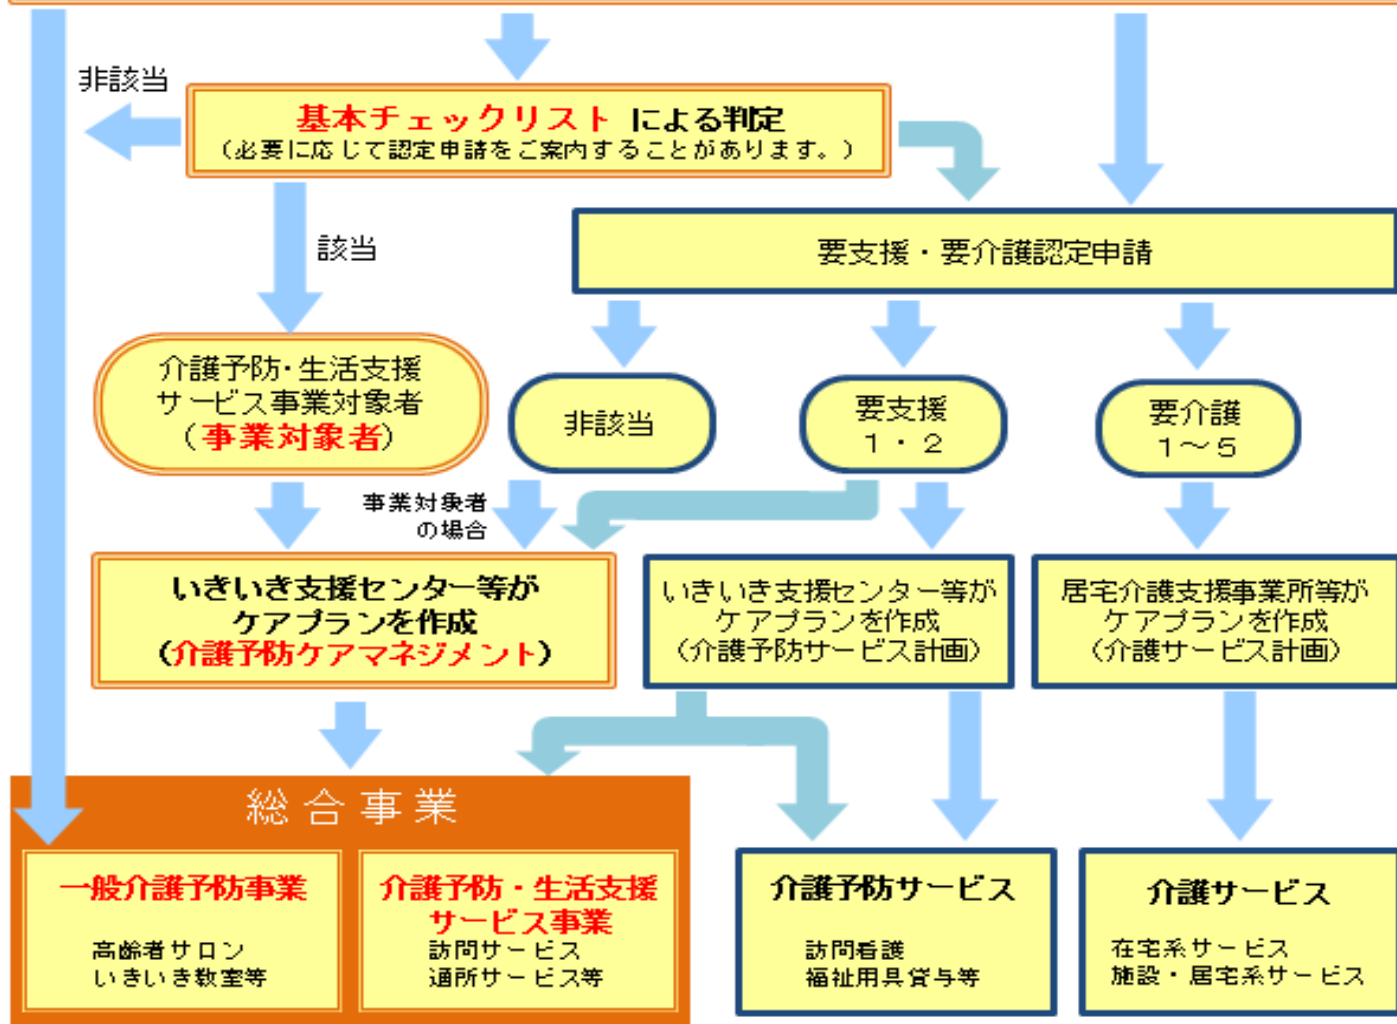 非該当
基本チェックリスト による判定
（必要に応じて認定申請をご案内することがあります。）
該当
要支援・要介護認定申請
介護予防・生活支援
サービス事業対象者
（事業対象者）
非該当
要支援
１・２
要介護
１～５
事業対象者
の場合
いきいき支援センター等が
ケアプランを作成
（介護予防ケアマネジメント）
いきいき支援センター等が
ケアプランを作成
（介護予防サービス計画）
居宅介護支援事業所等が
ケアプランを作成
（介護サービス計画）
総合事業
一般介護予防事業
高齢者サロン
いきいき教室等
介護予防・生活支援
サービス事業
訪問サービス
通所サービス等
介護予防サービス
訪問看護
福祉用具貸与等
介護サービス
在宅系サービス
施設・居宅系サービス